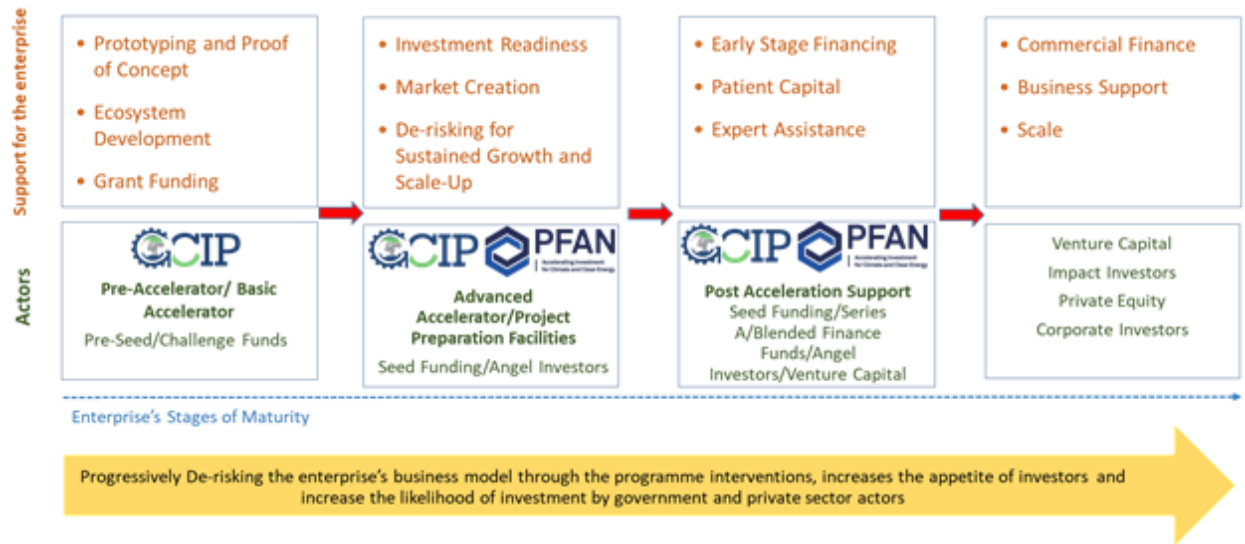 Support for the enterprise
• Prototyping and Proof
of Concept
• Ecosystem
Development
• Grant Funding
• Investment Readiness
• Market Creation
• De-risking for
Sustained Growth and
Scale-Up
• Early Stage Financing
• Patient Capital
• Expert Assistance
• Commercial Finance
• Business Support
• Scale
Actors
GCIP
Pre-Accelerator/ Basic
Accelerator
Pre-Seed/Challenge Funds
GCIP PFAN
Accelerating Investment
for Climate and Clean Energy
Advanced
Accelerator/Project
Preparation Facilities
Seed Funding/Angel Investors
GCIP PFAN
Accelerating Investment
for Climate and Clean Energy
Post Acceleration Support
Seed Funding/Series
A/Blended Finance
Funds/Angel
Investors/Venture Capital
Venture Capital
Impact Investors
Private Equity
Corporate Investors
Enterprise's Stages of Maturity
Progressively De-risking the enterprise's business model through the programme interventions, increases the appetite of investors and
increase the likelihood of investment by government and private sector actors